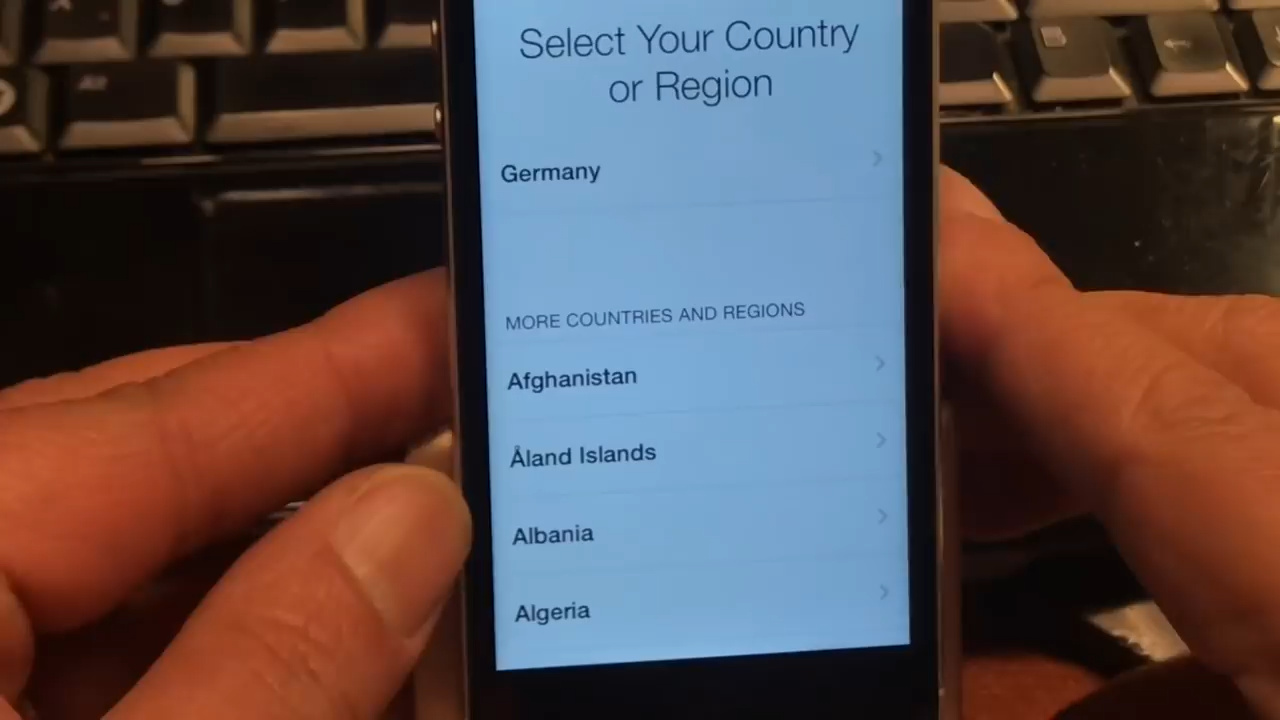 Select Your Country
or Region
Germany
MORE COUNTRIES AND REGIONS
Afghanistan
Åland Islands
Albania
Algeria